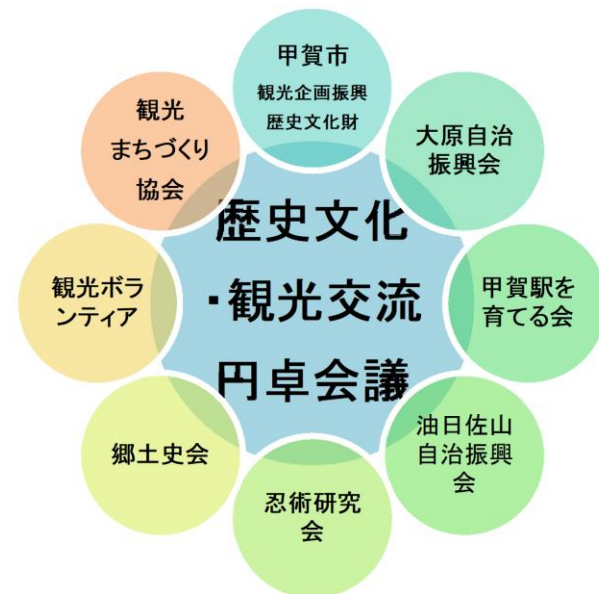 甲賀市
観光企画振興
歴史文化財
大原自治
振興会
甲賀駅を
育てる会
油日佐山
自治振興
会
忍術研究
会
郷土史会
観光ボラ
ンティア
観光
まちづくり
協会
歴史文化
・観光交流
円卓会議